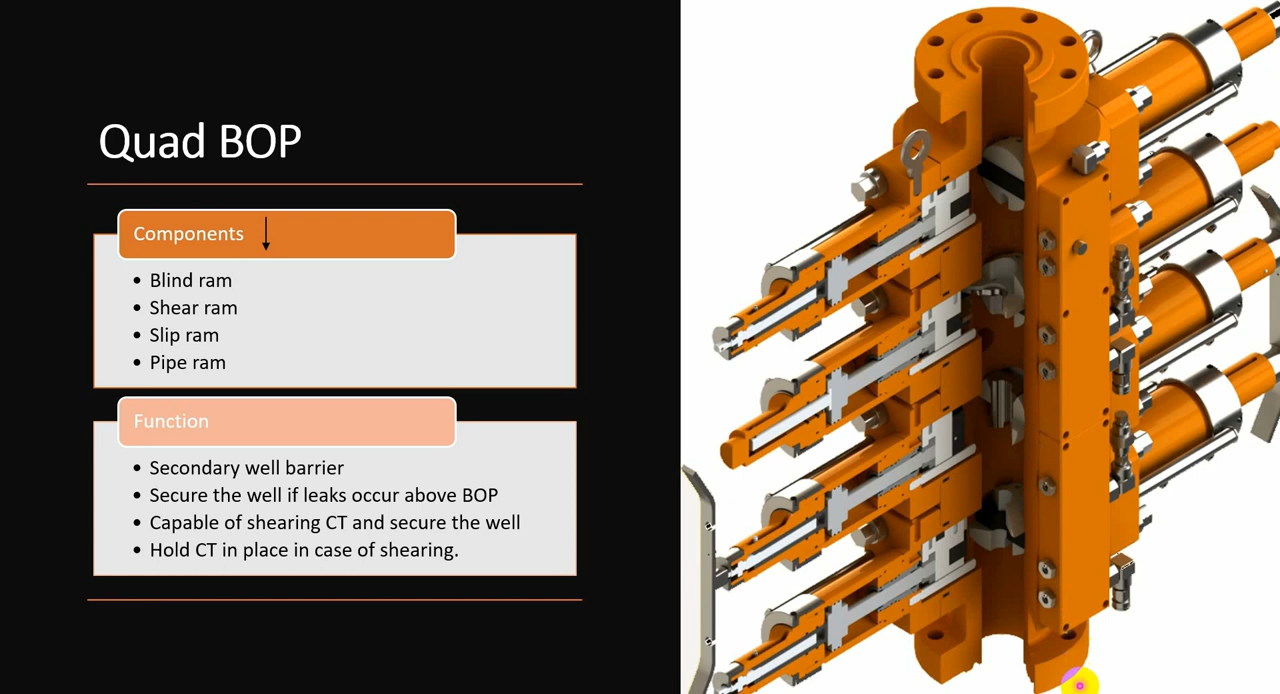 Quad BOP
Components
• Blind ram
• Shear ram
• Slip ram
• Pipe ram
Function
• Secondary well barrier
• Secure the well if leaks occur above BOP
• Capable of shearing CT and secure the well
• Hold CT in place in case of shearing.